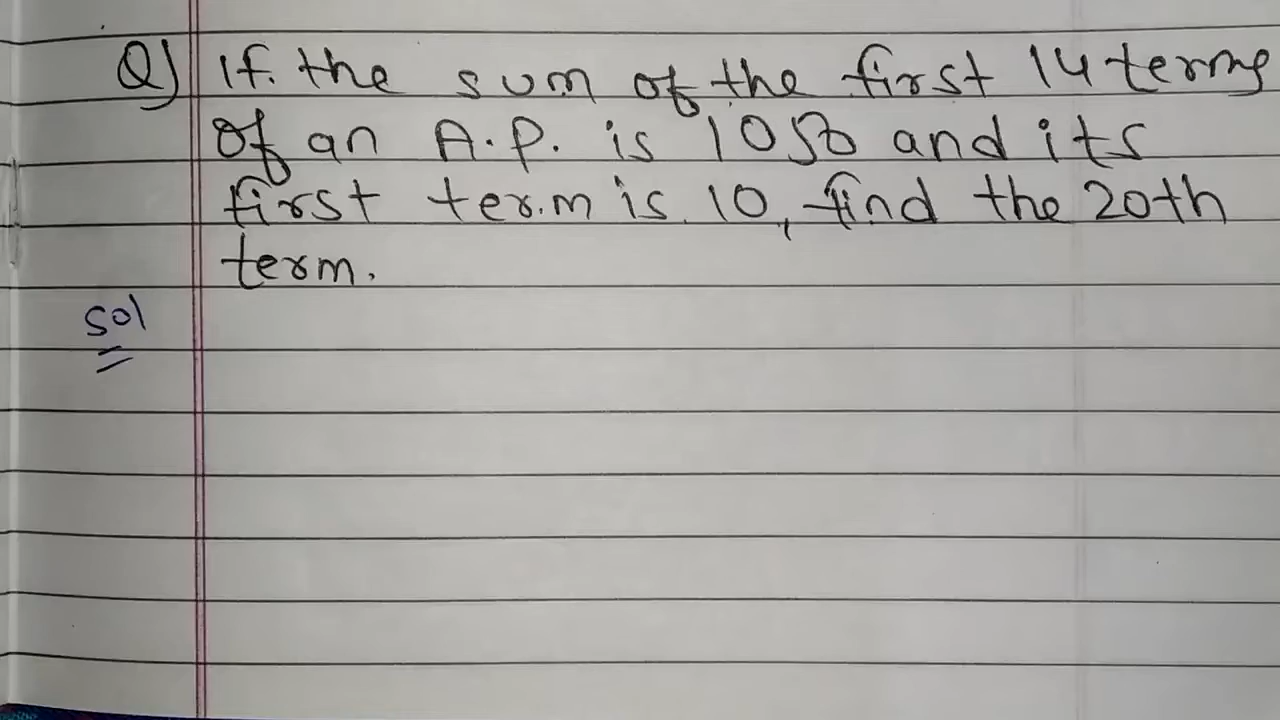 Q) If the sum of the first 14 terms
of an A.P. is 1050 and its
first term is 10, find the 20th
term.
Sol